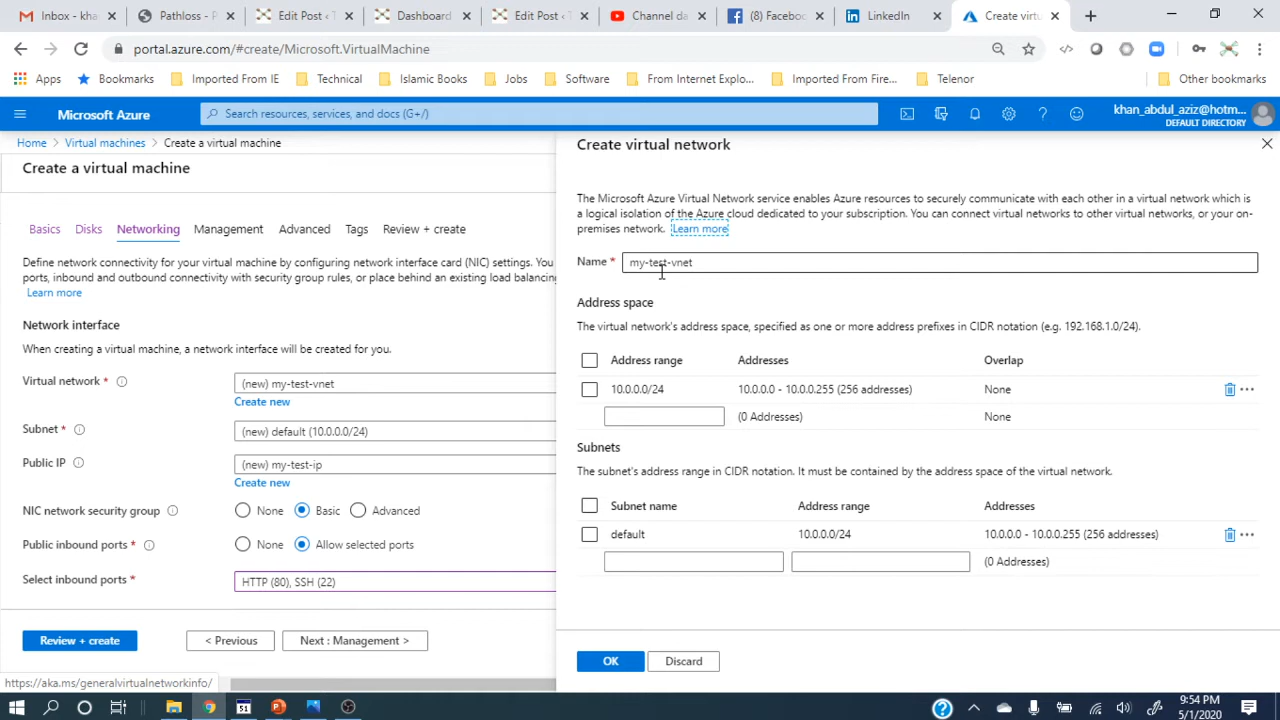 Inbox - kha
Pathloss - P
Edit Post ‹ T
Dashboard
Edit Post ‹ T
Channel da
(8) Facebo
LinkedIn
Create virtu
portal.azure.com/#create/Microsoft.VirtualMachine
Apps
Bookmarks
Imported From IE
Technical
Islamic Books
Jobs
Software
From Internet Explo...
Imported From Fire...
Telenor
Other bookmarks
Microsoft Azure
Search resources, services, and docs (G+/)
khan_abdul_aziz@hotm...
DEFAULT DIRECTORY
Home > Virtual machines > Create a virtual machine
Create a virtual machine
Basics Disks Networking Management Advanced Tags Review + create
Define network connectivity for your virtual machine by configuring network interface card (NIC) settings. You
ports, inbound and outbound connectivity with security group rules, or place behind an existing load balancing
Learn more
Network interface
When creating a virtual machine, a network interface will be created for you.
Virtual network *
(new) my-test-vnet
Create new
Subnet *
(new) default (10.0.0.0/24)
Public IP
(new) my-test-ip
Create new
NIC network security group
None Basic Advanced
Public inbound ports *
None Allow selected ports
Select inbound ports *
HTTP (80), SSH (22)
Review + create
< Previous
Next : Management >
https://aka.ms/generalvirtualnetworkinfo/
Create virtual network
The Microsoft Azure Virtual Network service enables Azure resources to securely communicate with each other in a virtual network which is
a logical isolation of the Azure cloud dedicated to your subscription. You can connect virtual networks to other virtual networks, or your on-
premises network. Learn more
Name *
my-test-vnet
Address space
The virtual network's address space, specified as one or more address prefixes in CIDR notation (e.g. 192.168.1.0/24).
Address range Addresses Overlap
10.0.0.0/24 10.0.0.0 - 10.0.0.255 (256 addresses) None
(0 Addresses) None
Subnets
The subnet's address range in CIDR notation. It must be contained by the address space of the virtual network.
Subnet name Address range Addresses
default 10.0.0.0/24 10.0.0.0 - 10.0.0.255 (256 addresses)
(0 Addresses)
OK
Discard
9:54 PM
5/1/2020